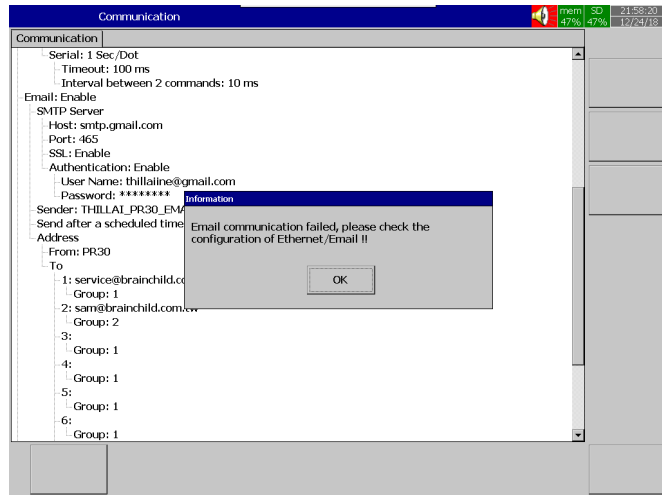 Communication
mem 47%
SD 47%
21:58:20
12/24/18
Communication
Serial: 1 Sec/Dot
Timeout: 100 ms
Interval between 2 commands: 10 ms
Email: Enable
SMTP Server
Host: smtp.gmail.com
Port: 465
SSL: Enable
Authentication: Enable
User Name: thillaiine@gmail.com
Password: ********
Sender: THILLAI_PR30_EMA
Send after a scheduled time
Address
From: PR30
To
1: service@brainchild.co
Group: 1
2: sam@brainchild.com.tw
Group: 2
3:
Group: 1
4:
Group: 1
5:
Group: 1
6:
Group: 1
Information
Email communication failed, please check the
configuration of Ethernet/Email !!
OK